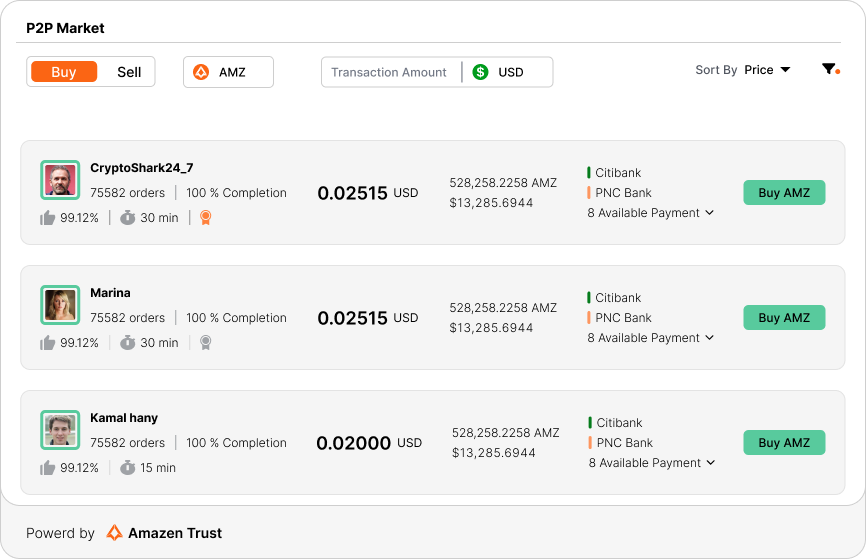 P2P Market
Buy Sell AMZ Transaction Amount $ USD Sort By Price
CryptoShark24_7
75582 orders | 100 % Completion
99.12% | 30 min |
0.02515 USD
528,258.2258 AMZ
$13,285.6944
Citibank
PNC Bank
8 Available Payment
Buy AMZ
Marina
75582 orders | 100 % Completion
99.12% | 30 min |
0.02515 USD
528,258.2258 AMZ
$13,285.6944
Citibank
PNC Bank
8 Available Payment
Buy AMZ
Kamal hany
75582 orders | 100 % Completion
99.12% | 15 min
0.02000 USD
528,258.2258 AMZ
$13,285.6944
Citibank
PNC Bank
8 Available Payment
Buy AMZ
Powerd by Amazen Trust